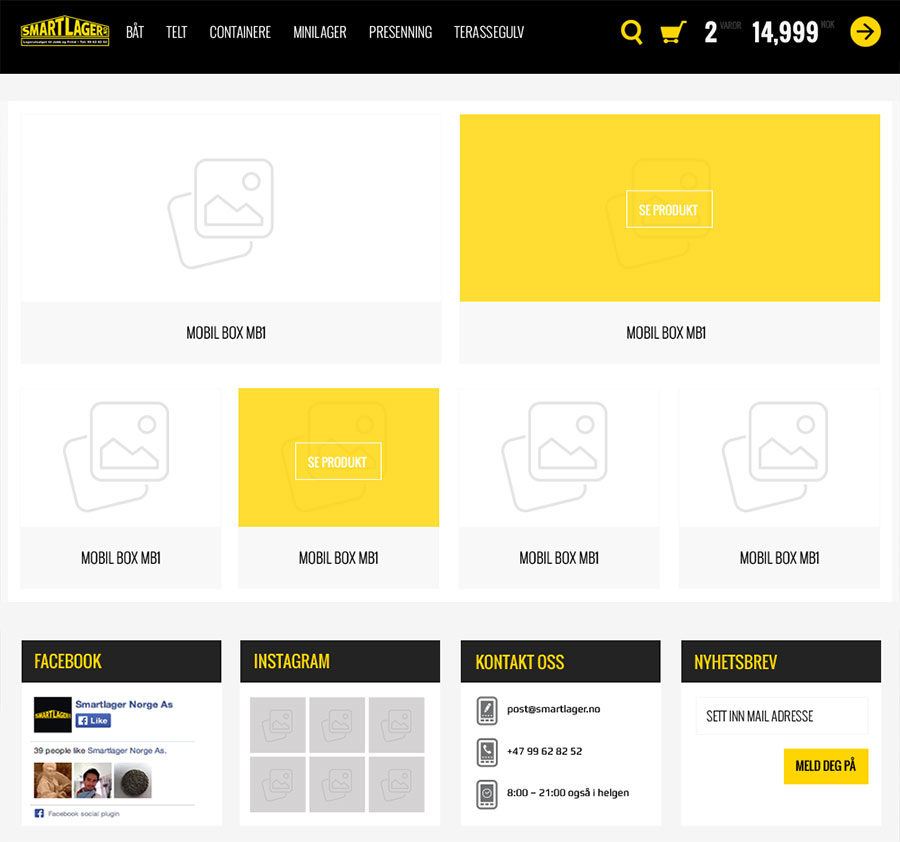 SMARTLAGER
BÅT TELT CONTAINERE MINILAGER PRESENNING TERASSEGULV
2 VAROR 14,999 NOK
SE PRODUKT
MOBIL BOX MB1 MOBIL BOX MB1
SE PRODUKT
MOBIL BOX MB1 MOBIL BOX MB1 MOBIL BOX MB1 MOBIL BOX MB1
FACEBOOK
SMARTLAGER
Smartlager Norge As
Like
39 people like Smartlager Norge As.
Facebook social plugin
INSTAGRAM
KONTAKT OSS
post@smartlager.no
+47 99 62 82 52
8:00 – 21:00 også i helgen
NYHETSBREV
SETT INN MAIL ADRESSE
MELD DEG PÅ